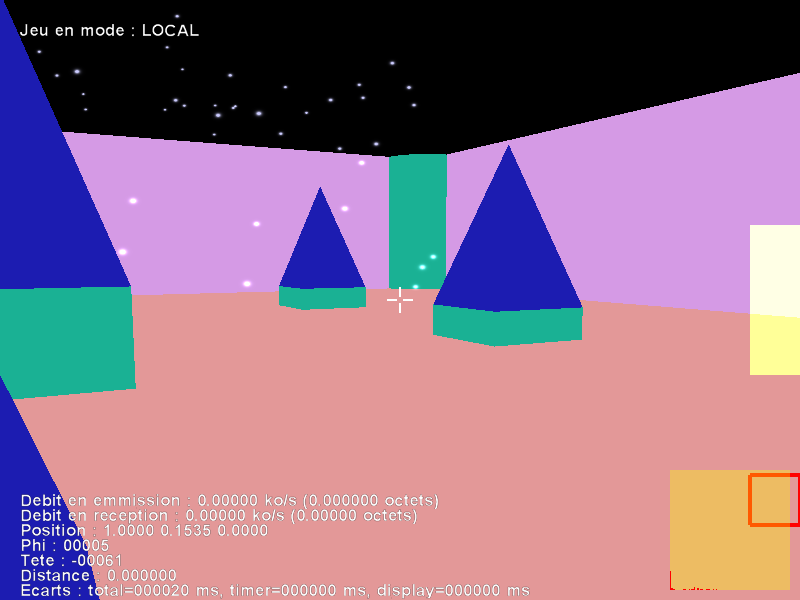 Jeu en mode : LOCAL
Debit en emmission : 0.00000 ko/s (0.000000 octets)
Debit en reception : 0.00000 ko/s (0.00000 octets)
Position : 1.0000 0.1535 0.0000
Phi : 00005
Tete : -00061
Distance : 0.000000
Ecarts : total=000020 ms, timer=000000 ms, display=000000 ms